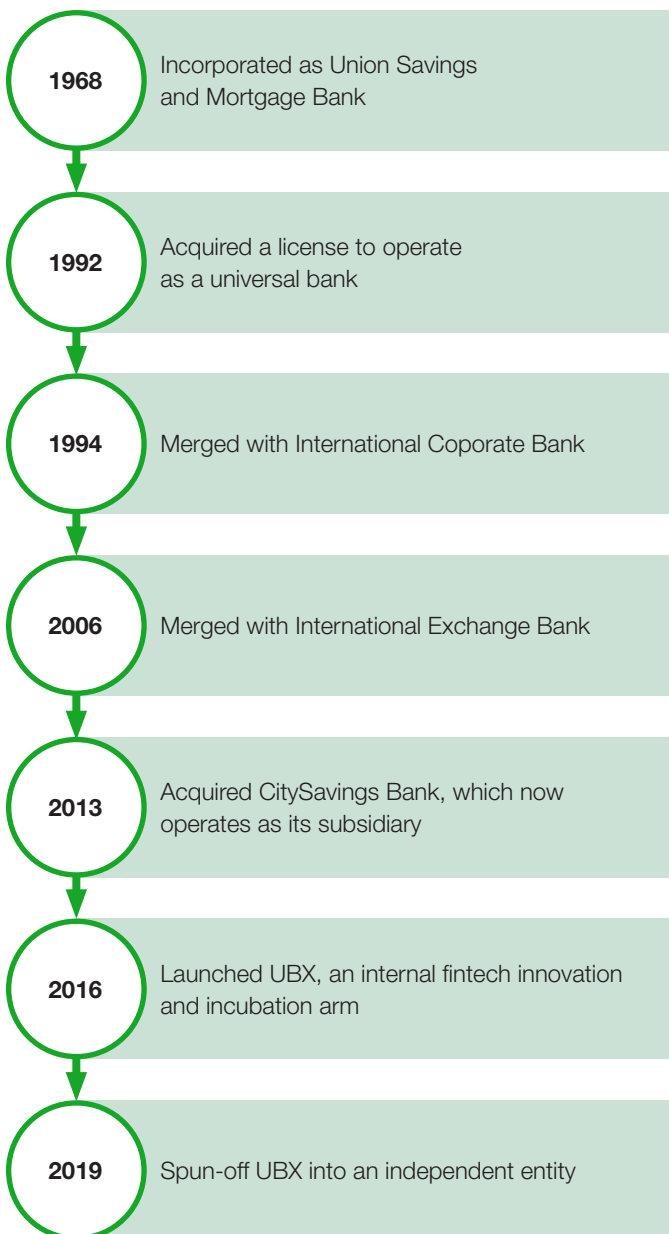 1968
Incorporated as Union Savings
and Mortgage Bank
1992
Acquired a license to operate
as a universal bank
1994
Merged with International Coporate Bank
2006
Merged with International Exchange Bank
2013
Acquired CitySavings Bank, which now
operates as its subsidiary
2016
Launched UBX, an internal fintech innovation
and incubation arm
2019
Spun-off UBX into an independent entity